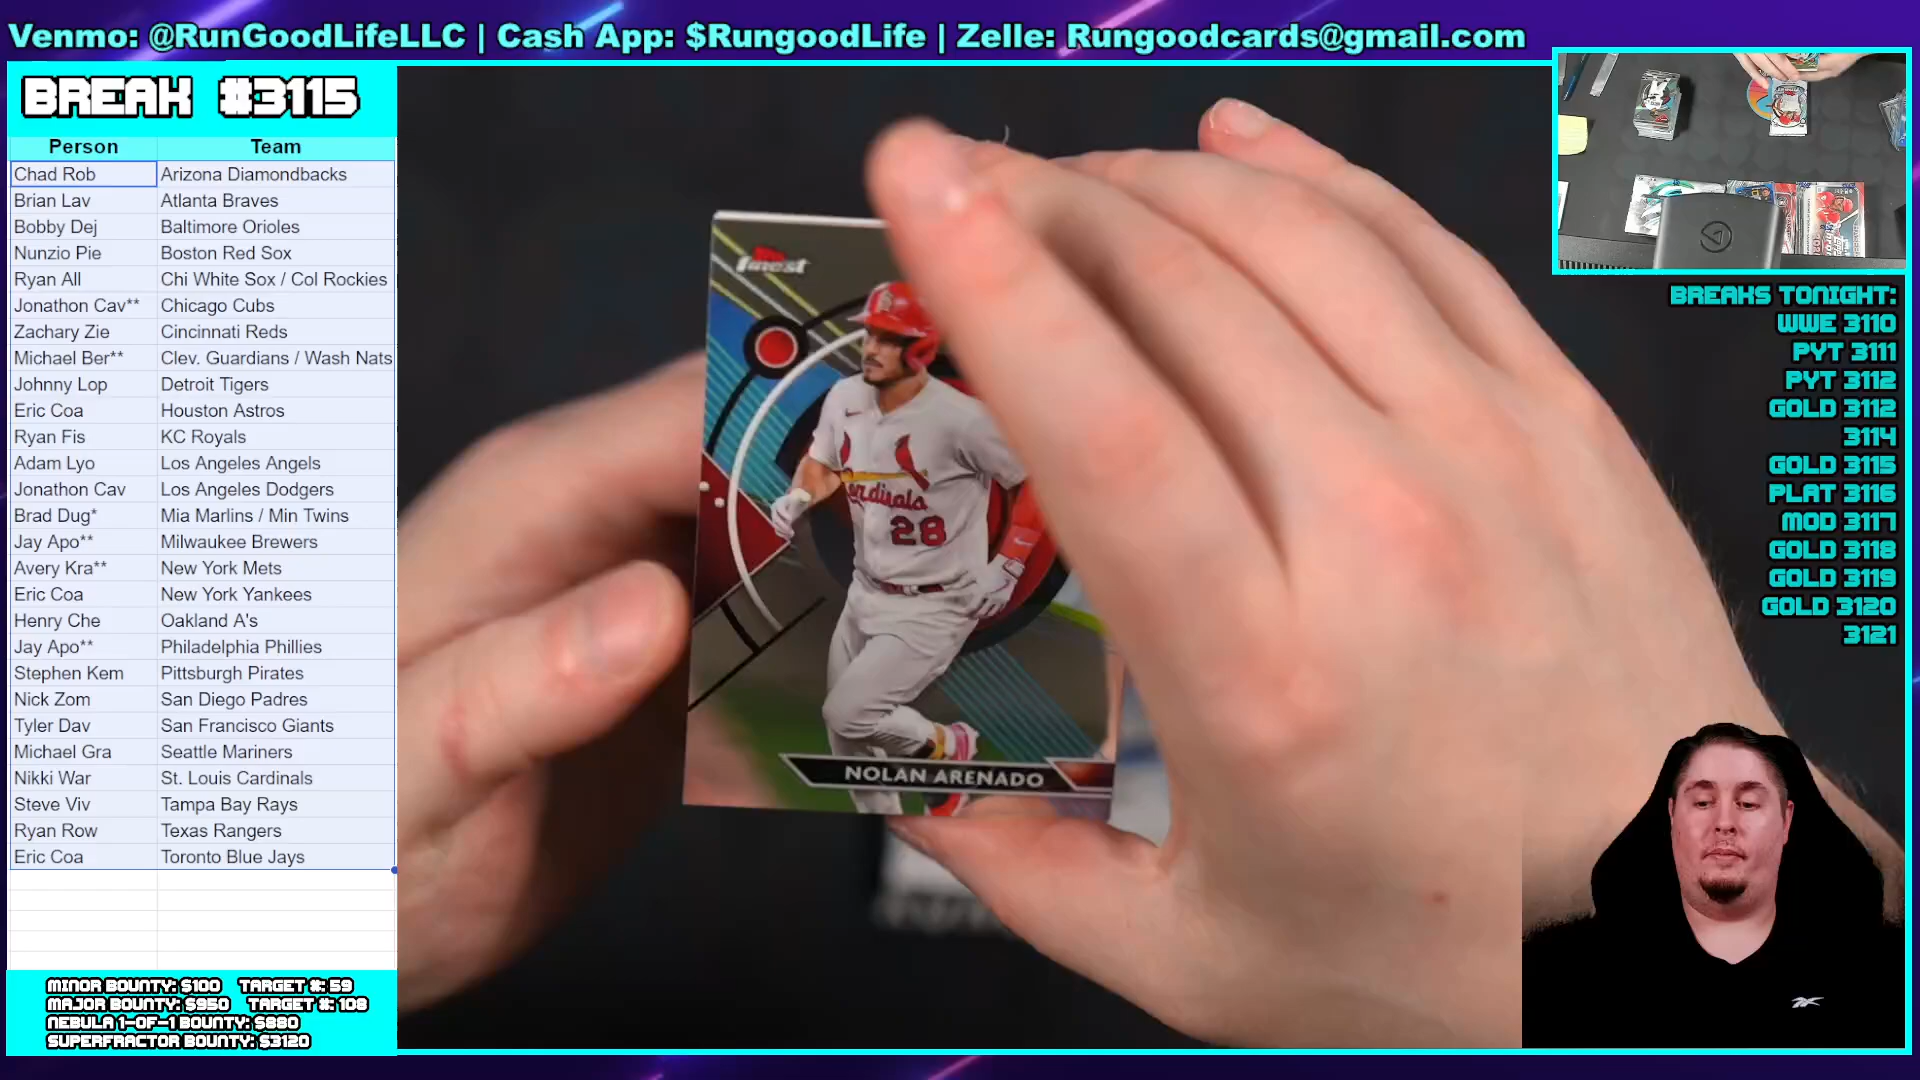 Venmo: @RunGoodLifeLLC | Cash App: $RungoodLife | Zelle: Rungoodcards@gmail.com
BREAK #3115
Person Team
Chad Rob Arizona Diamondbacks
Brian Lav Atlanta Braves
Bobby Dej Baltimore Orioles
Nunzio Pie Boston Red Sox
Ryan All Chi White Sox / Col Rockies
Jonathon Cav** Chicago Cubs
Zachary Zie Cincinnati Reds
Michael Ber** Clev. Guardians / Wash Nats
Johnny Lop Detroit Tigers
Eric Coa Houston Astros
Ryan Fis KC Royals
Adam Lyo Los Angeles Angels
Jonathon Cav Los Angeles Dodgers
Brad Dug* Mia Marlins / Min Twins
Jay Apo** Milwaukee Brewers
Avery Kra** New York Mets
Eric Coa New York Yankees
Henry Che Oakland A's
Jay Apo** Philadelphia Phillies
Stephen Kem Pittsburgh Pirates
Nick Zom San Diego Padres
Tyler Dav San Francisco Giants
Michael Gra Seattle Mariners
Nikki War St. Louis Cardinals
Steve Viv Tampa Bay Rays
Ryan Row Texas Rangers
Eric Coa Toronto Blue Jays
MINOR BOUNTY: $100 TARGET #: 59
MAJOR BOUNTY: $950 TARGET #: 108
NEBULA 1-OF-1 BOUNTY: $880
SUPERFRACTOR BOUNTY: $3120
finest
Cardinals
28
NOLAN ARENADO
BREAKS TONIGHT:
WWE 3110
PYT 3111
PYT 3112
GOLD 3112
3114
GOLD 3115
PLAT 3116
MOD 3117
GOLD 3118
GOLD 3119
GOLD 3120
3121